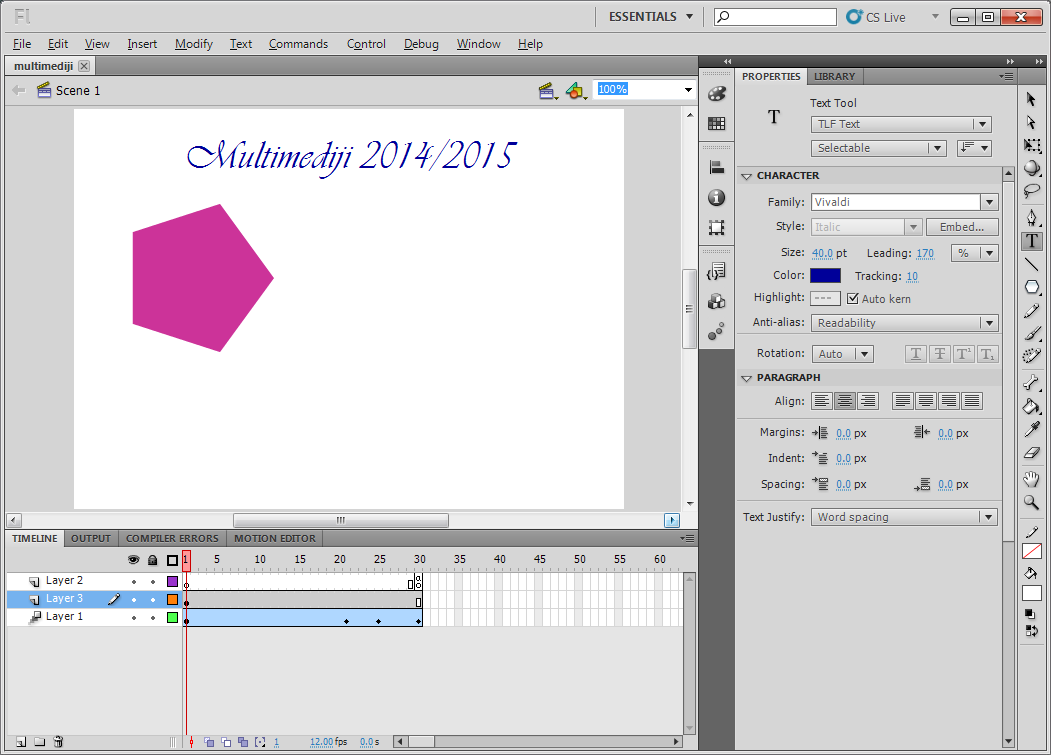 Fl ESSENTIALS CS Live
File Edit View Insert Modify Text Commands Control Debug Window Help
multimediji
Scene 1 100%
Multimediji 2014/2015
PROPERTIES LIBRARY
T Text Tool
TLF Text
Selectable
CHARACTER
Family: Vivaldi
Style: Italic Embed...
Size: 40.0 pt Leading: 170 %
Color: Tracking: 10
Highlight: --- Auto kern
Anti-alias: Readability
Rotation: Auto T T T¹ T₁
PARAGRAPH
Align:
Margins: 0.0 px 0.0 px
Indent: 0.0 px
Spacing: 0.0 px 0.0 px
Text Justify: Word spacing
TIMELINE OUTPUT COMPILER ERRORS MOTION EDITOR
1 5 10 15 20 25 30 35 40 45 50 55 60
Layer 2
Layer 3
Layer 1
1 12.00 fps 0.0 s